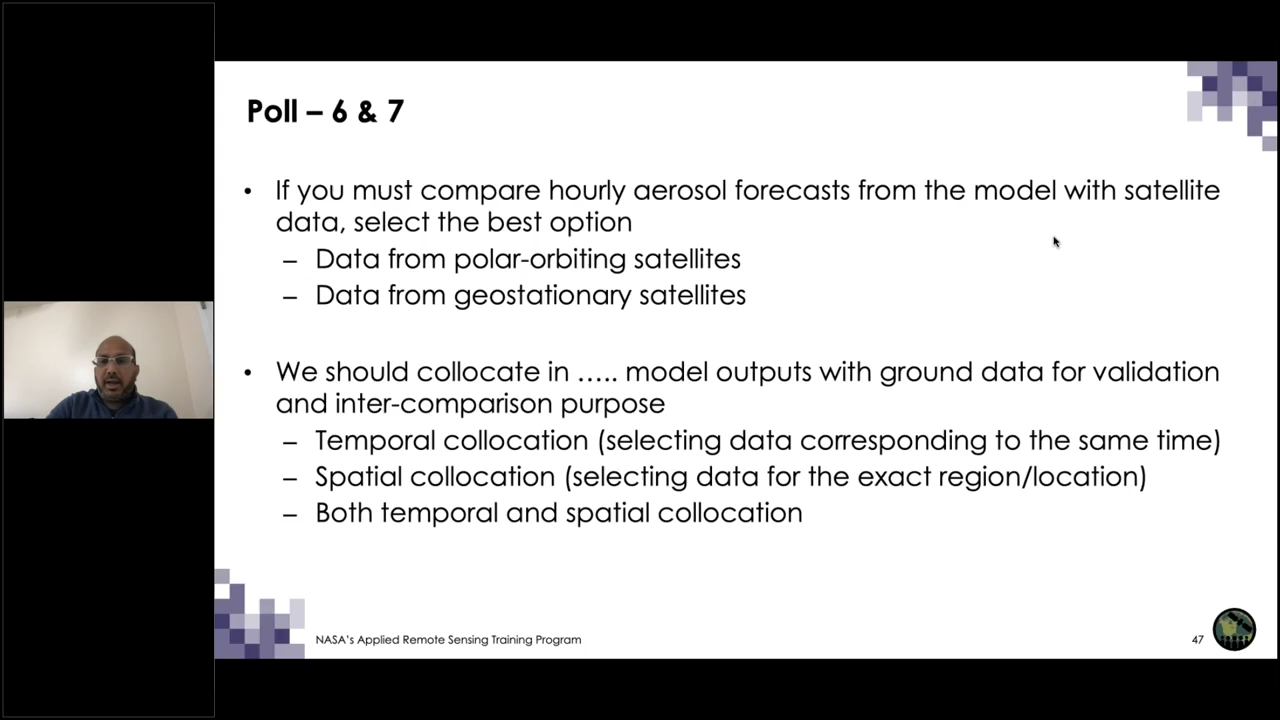 Poll – 6 & 7
• If you must compare hourly aerosol forecasts from the model with satellite
data, select the best option
– Data from polar-orbiting satellites
– Data from geostationary satellites
• We should collocate in ….. model outputs with ground data for validation
and inter-comparison purpose
– Temporal collocation (selecting data corresponding to the same time)
– Spatial collocation (selecting data for the exact region/location)
– Both temporal and spatial collocation
NASA's Applied Remote Sensing Training Program
47